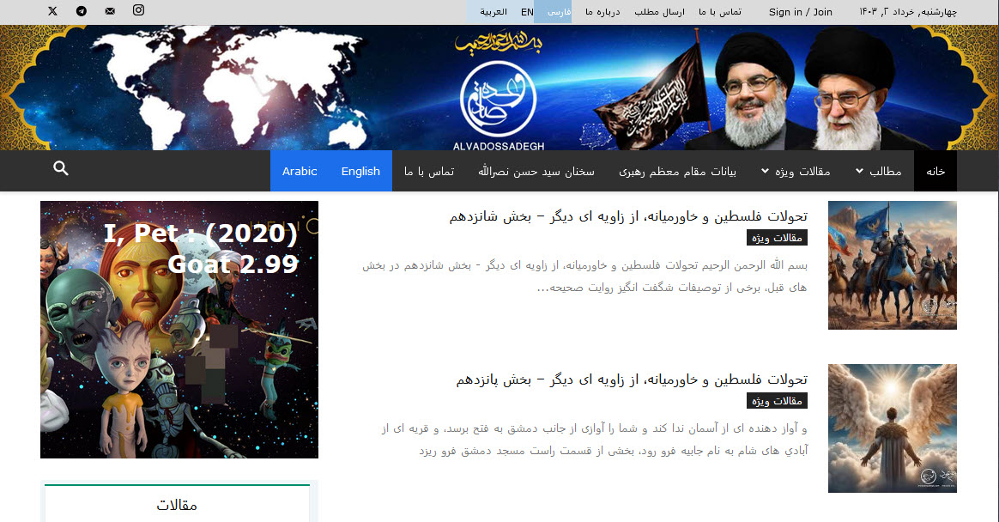 چهارشنبه, خرداد ۲, ۱۴۰۳
Sign in / Join
تماس با ما
ارسال مطلب
درباره ما
فارسی
EN
العربية
ALVADOSSADEGH
خانه
مطالب
مقالات ویژه
بیانات مقام معظم رهبری
سخنان سید حسن نصرالله
تماس با ما
English
Arabic
تحولات فلسطین و خاورمیانه، از زاویه ای دیگر – بخش شانزدهم
مقالات ویژه
بسم الله الرحمن الرحیم تحولات فلسطین و خاورمیانه، از زاویه ای دیگر - بخش شانزدهم در بخش
های قبل، برخی از توصیفات شگفت انگیز روایت صحیحه...
تحولات فلسطین و خاورمیانه، از زاویه ای دیگر – بخش پانزدهم
مقالات ویژه
و آواز دهنده ای از آسمان ندا کند و شما را آوازی از جانب دمشق به فتح برسد، و قریه ای از
آبادي های شام به نام جابیه فرو رود، بخشی از قسمت راست مسجد دمشق فرو ریزد
I, Pet : (2020)
Goat 2.99
مقالات